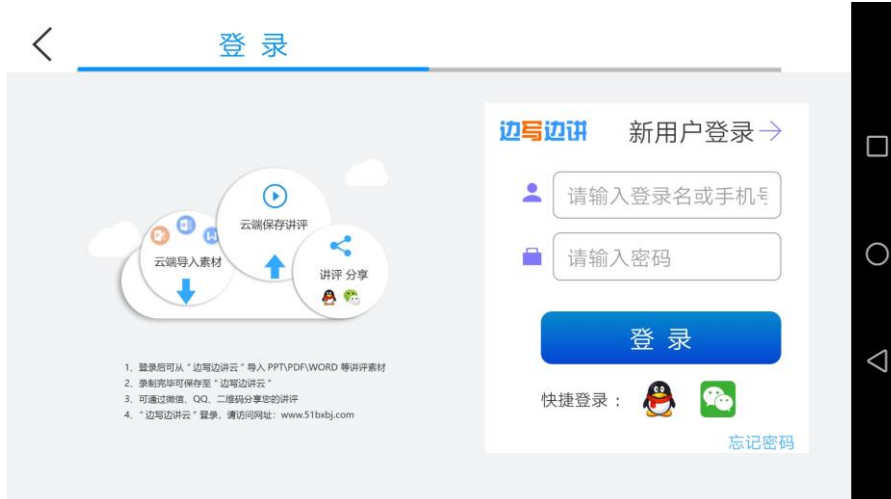 登 录
边写边讲
新用户登录
请输入登录名或手机号
请输入密码
登 录
快捷登录：
忘记密码
云端保存讲评
云端导入素材
讲评 分享
1、登录后可从“边写边讲云”导入 PPT\PDF\WORD 等讲评素材
2、录制完毕可保存至“边写边讲云”
3、可通过微信、QQ、二维码分享您的讲评
4、“边写边讲云”登录，请访问网址：www.51bxbj.com